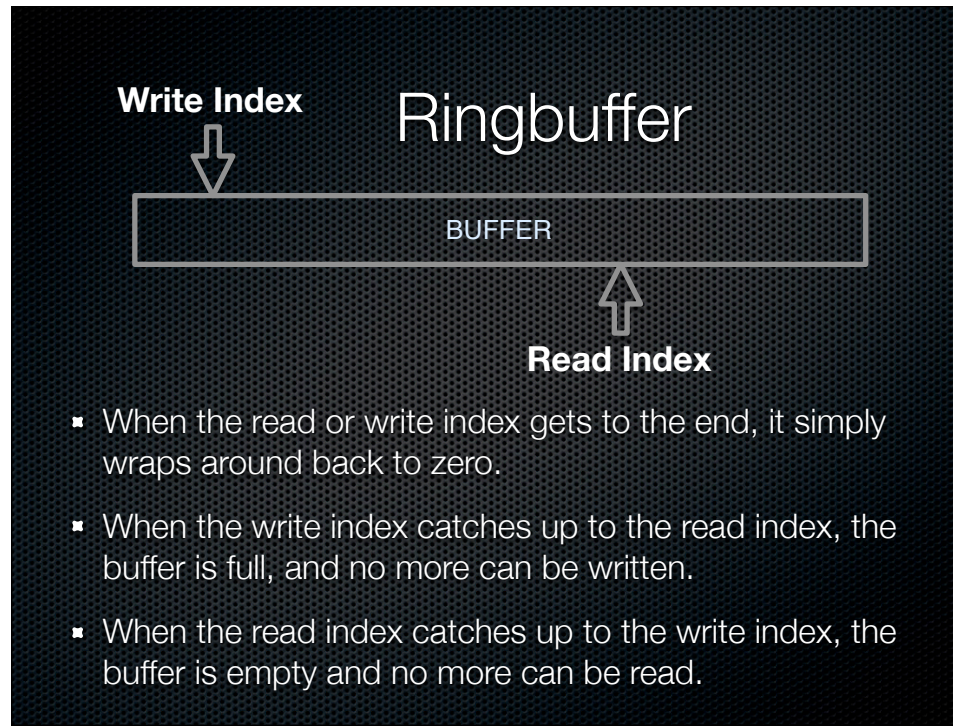 Write Index
Ringbuffer
BUFFER
Read Index
When the read or write index gets to the end, it simply
wraps around back to zero.
When the write index catches up to the read index, the
buffer is full, and no more can be written.
When the read index catches up to the write index, the
buffer is empty and no more can be read.